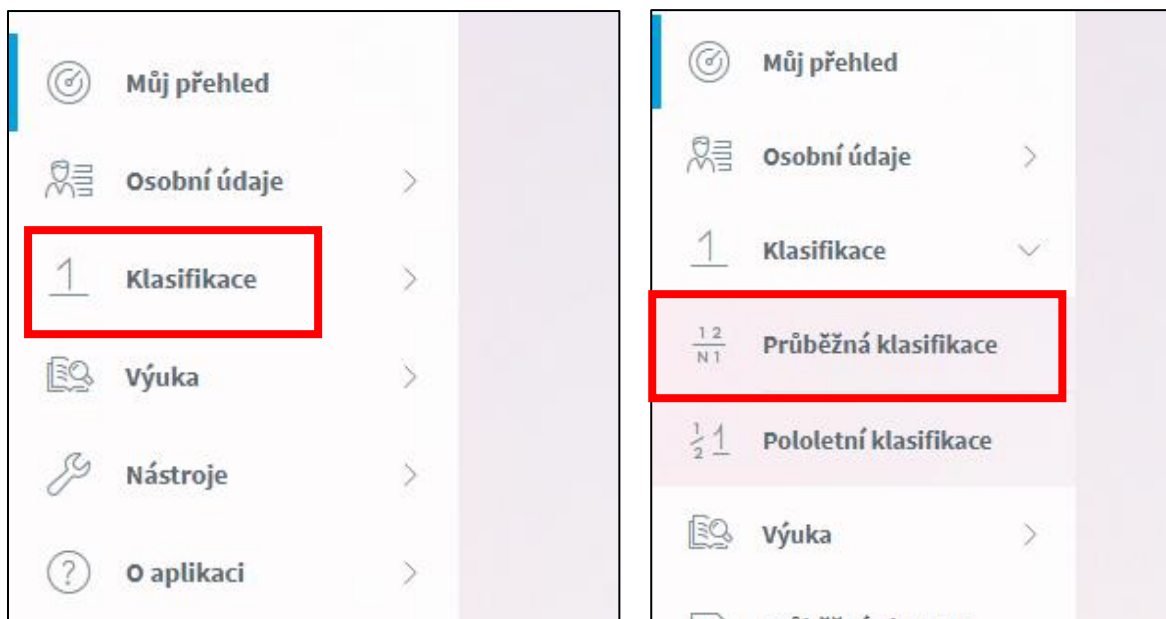 Můj přehled
Osobní údaje
1 Klasifikace
Výuka
Nástroje
? O aplikaci
Můj přehled
Osobní údaje
1 Klasifikace
1 2
N 1
Průběžná klasifikace
1/2 1 Pololetní klasifikace
Výuka